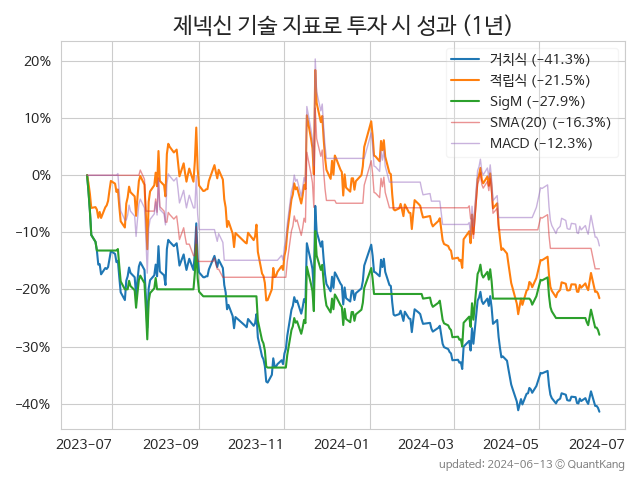 제넥신 기술 지표로 투자 시 성과 (1년)
거치식 (−41.3%)
적립식 (−21.5%)
SigM (−27.9%)
SMA(20) (−16.3%)
MACD (−12.3%)
20%
10%
0%
−10%
−20%
−30%
−40%
2023−07
2023−09
2023−11
2024−01
2024−03
2024−05
2024−07
updated: 2024-06-13 ⓒ QuantKang